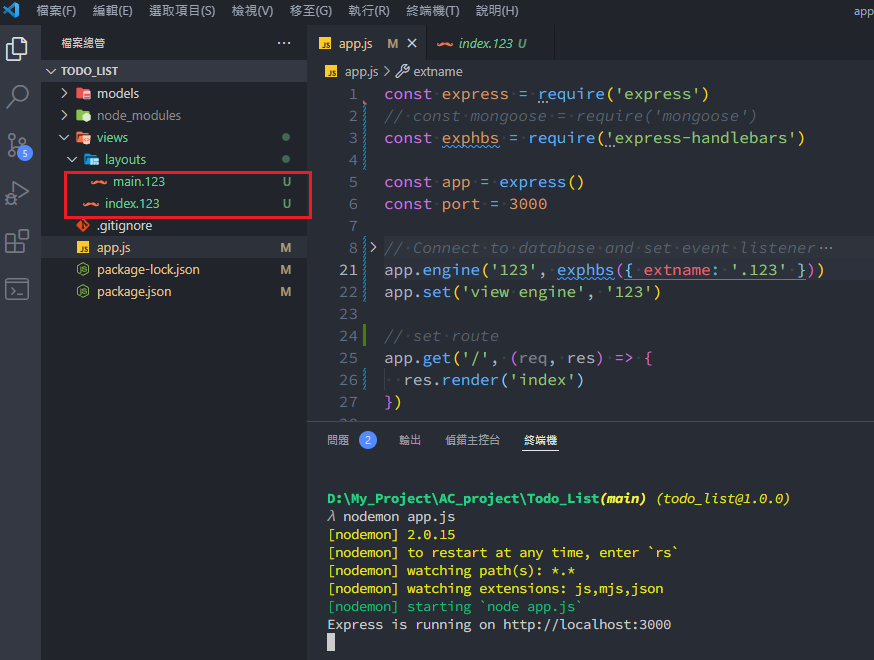 檔案(F) 編輯(E) 選取項目(S) 檢視(V) 移至(G) 執行(R) 終端機(T) 說明(H) app
檔案總管 ···
TODO_LIST
models
node_modules
views
layouts
main.123 U
index.123 U
.gitignore
JS app.js M
package-lock.json M
package.json M
5
JS app.js M × index.123 U
JS app.js > extname
1 const express = require('express')
2 // const mongoose = require('mongoose')
3 const exphbs = require('express-handlebars')
4
5 const app = express()
6 const port = 3000
7
8 // Connect to database and set event listener ···
21 app.engine('123', exphbs({ extname: '.123' }))
22 app.set('view engine', '123')
23
24 // set route
25 app.get('/', (req, res) => {
26 res.render('index')
27 })
問題 2 輸出 偵錯主控台 終端機
D:\My_Project\AC_project\Todo_List(main) (todo_list@1.0.0)
λ nodemon app.js
[nodemon] 2.0.15
[nodemon] to restart at any time, enter `rs`
[nodemon] watching path(s): *.*
[nodemon] watching extensions: js,mjs,json
[nodemon] starting `node app.js`
Express is running on http://localhost:3000